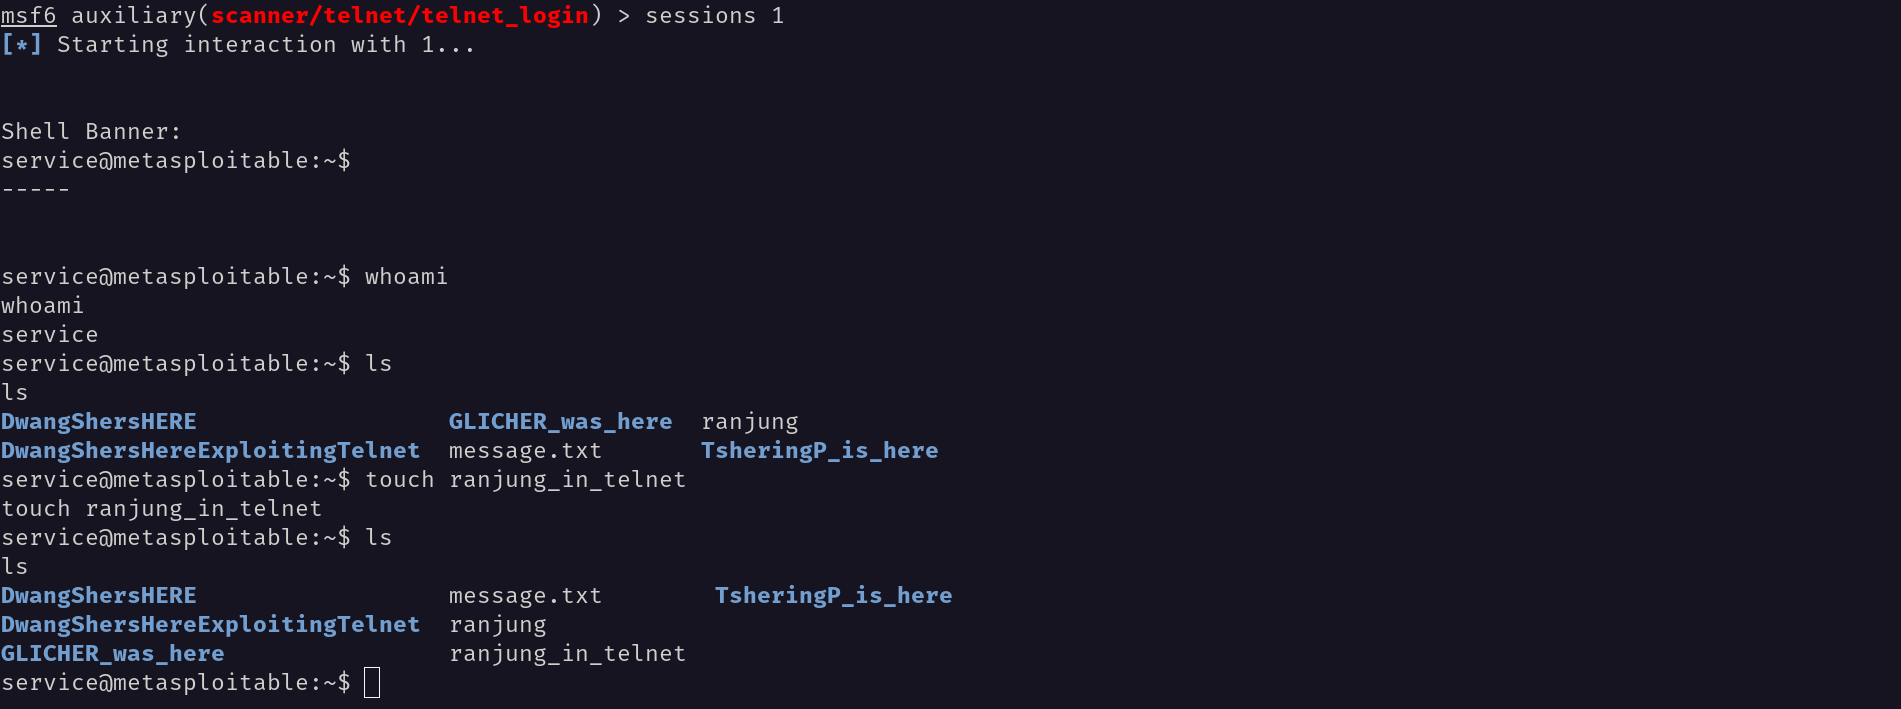 msf6 auxiliary(scanner/telnet/telnet_login) > sessions 1
[*] Starting interaction with 1...
Shell Banner:
service@metasploitable:~$
-----
service@metasploitable:~$ whoami
whoami
service
service@metasploitable:~$ ls
ls
DwangShersHERE                  GLICHER_was_here  ranjung
DwangShersHereExploitingTelnet  message.txt       TsheringP_is_here
service@metasploitable:~$ touch ranjung_in_telnet
touch ranjung_in_telnet
service@metasploitable:~$ ls
ls
DwangShersHERE                  message.txt        TsheringP_is_here
DwangShersHereExploitingTelnet  ranjung
GLICHER_was_here                ranjung_in_telnet
service@metasploitable:~$